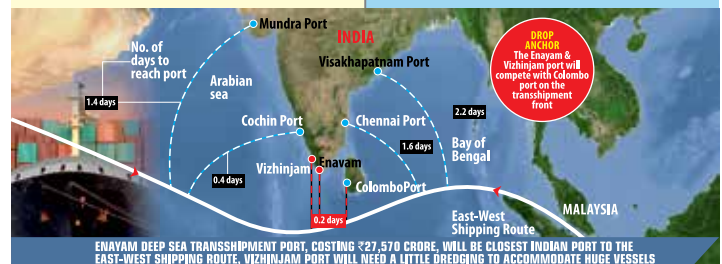 Mundra Port
No. of
days to
reach port
1.4 days
Arabian
sea
INDIA
Visakhapatnam Port
DROP
ANCHOR
The Enayam &
Vizhinjam port will
compete with Colombo
port on the
transshipment
front
2.2 days
Cochin Port
Chennai Port
1.6 days
Bay of
Bengal
0.4 days
Vizhinjam
Enavam
ColomboPort
0.2 days
East-West
Shipping Route
MALAYSIA
ENAYAM DEEP SEA TRANSSHIPMENT PORT, COSTING ₹27,570 CRORE, WILL BE CLOSEST INDIAN PORT TO THE
EAST-WEST SHIPPING ROUTE, VIZHINJAM PORT WILL NEED A LITTLE DREDGING TO ACCOMMODATE HUGE VESSELS